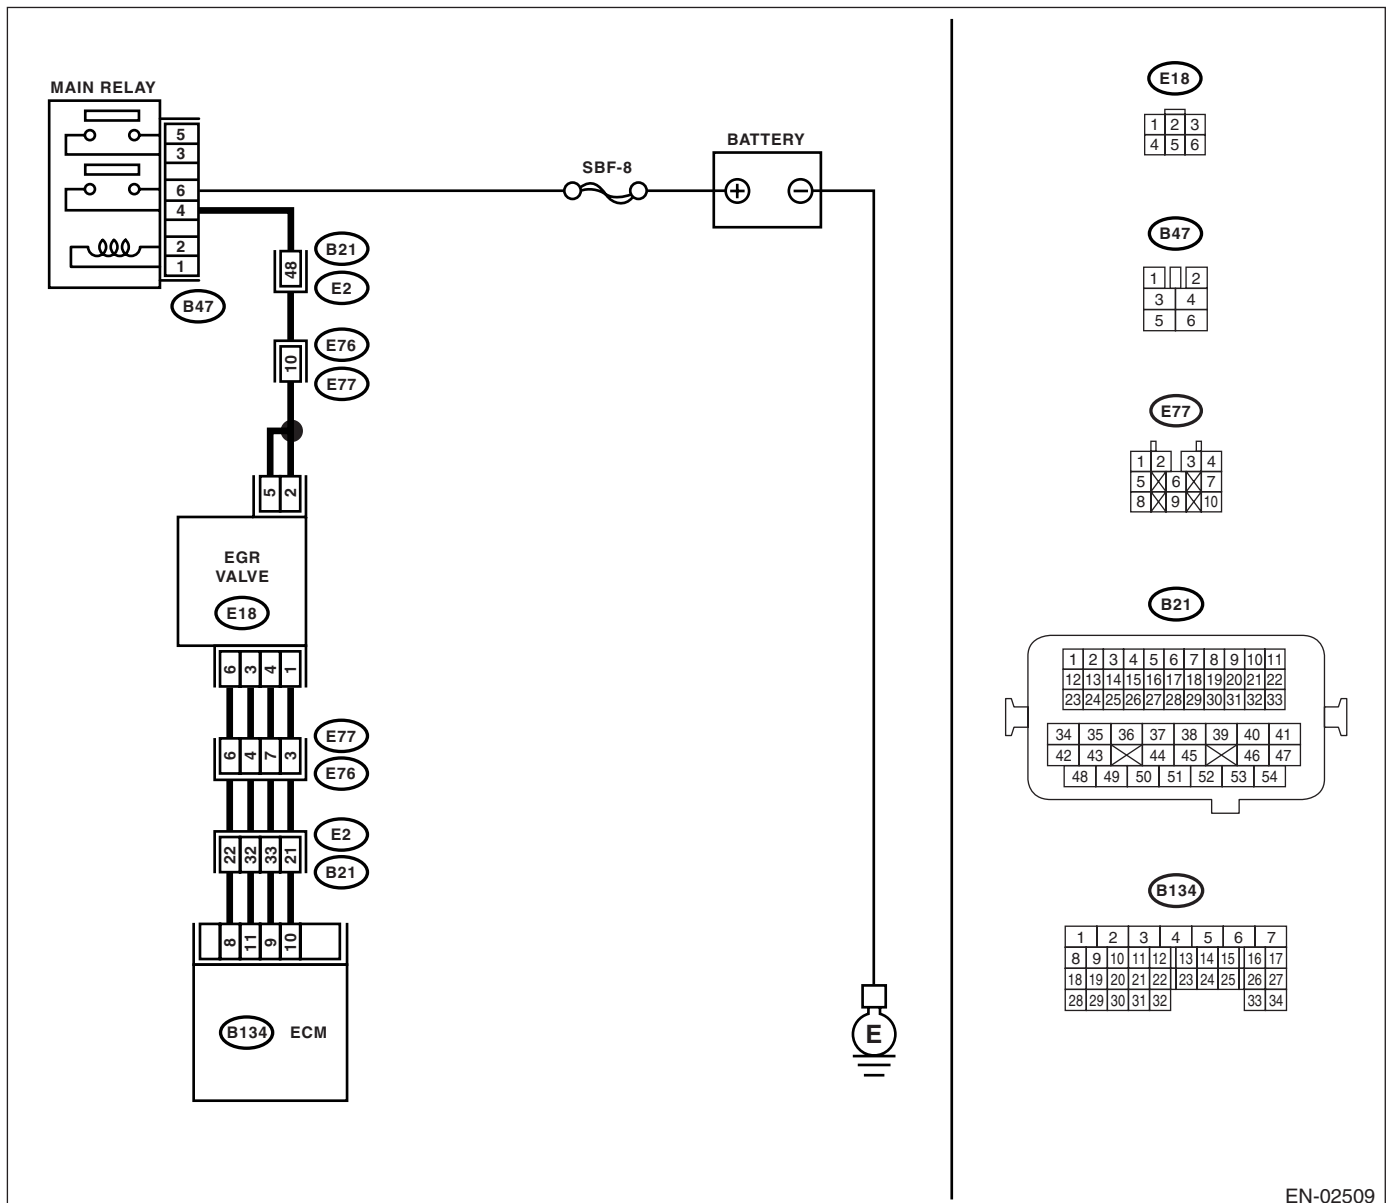 MAIN RELAY
5
3
6
4
2
1
B47
SBF-8
BATTERY
+ −
48
B21
E2
10
E76
E77
5 2
EGR
VALVE
E18
6 3 4 1
6 4 7 3
E77
E76
22 32 33 21
E2
B21
8 11 9 10
B134 ECM
E
E18
1 2 3
4 5 6
B47
1 2
3 4
5 6
E77
1 2 3 4
5 6 7
8 9 10
B21
1 2 3 4 5 6 7 8 9 10 11
12 13 14 15 16 17 18 19 20 21 22
23 24 25 26 27 28 29 30 31 32 33
34 35 36 37 38 39 40 41
42 43 44 45 46 47
48 49 50 51 52 53 54
B134
1 2 3 4 5 6 7
8 9 10 11 12 13 14 15 16 17
18 19 20 21 22 23 24 25 26 27
28 29 30 31 32 33 34
EN-02509